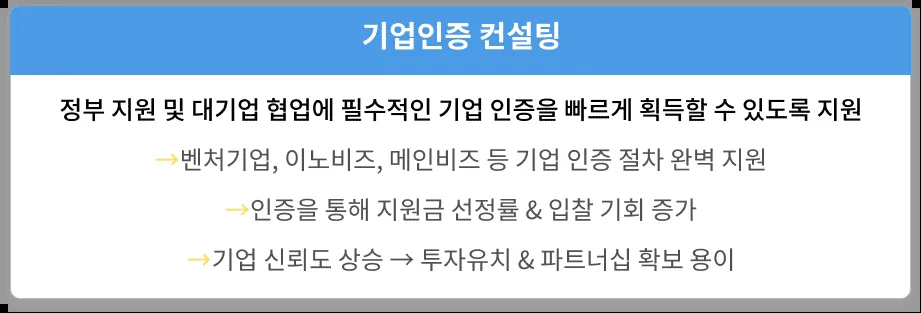 기업인증 컨설팅
정부 지원 및 대기업 협업에 필수적인 기업 인증을 빠르게 획득할 수 있도록 지원
→벤처기업, 이노비즈, 메인비즈 등 기업 인증 절차 완벽 지원
→인증을 통해 지원금 선정률 & 입찰 기회 증가
→기업 신뢰도 상승 → 투자유치 & 파트너십 확보 용이